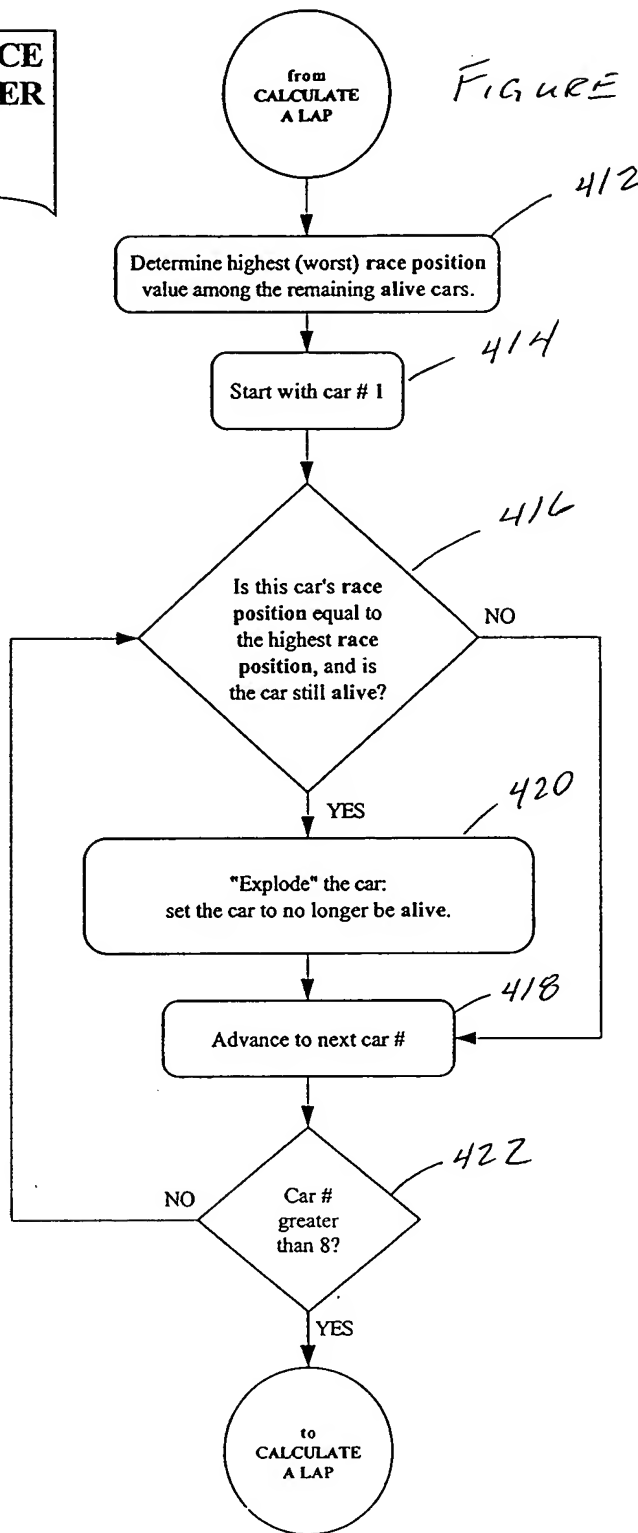 CE
ER
from
CALCULATE
A LAP
FIGURE
412
Determine highest (worst) race position
value among the remaining alive cars.
414
Start with car # 1
416
Is this car's race
position equal to
the highest race
position, and is
the car still alive?
NO
YES
420
"Explode" the car:
set the car to no longer be alive.
418
Advance to next car #
422
Car #
greater
than 8?
NO
YES
to
CALCULATE
A LAP